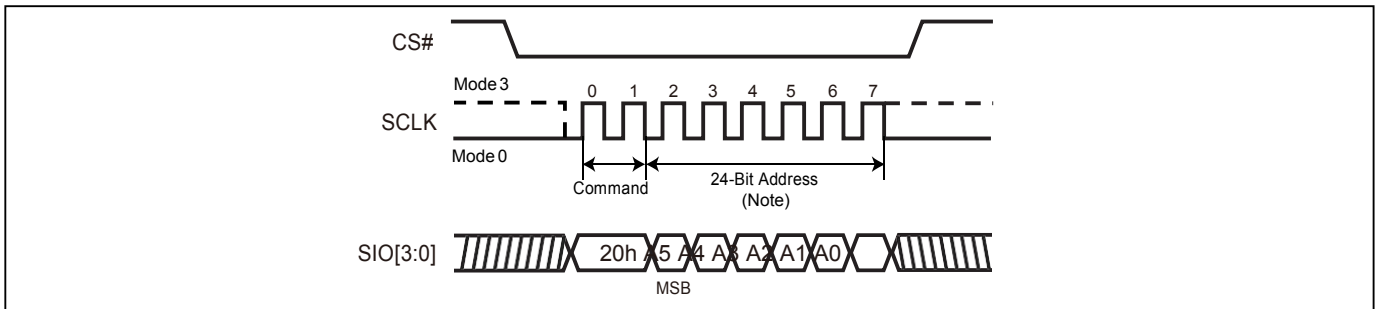 CS#
Mode 3
0 1 2 3 4 5 6 7
SCLK
Mode 0
Command
24-Bit Address
(Note)
SIO[3:0]
20h A5 A4 A3 A2 A1 A0
MSB